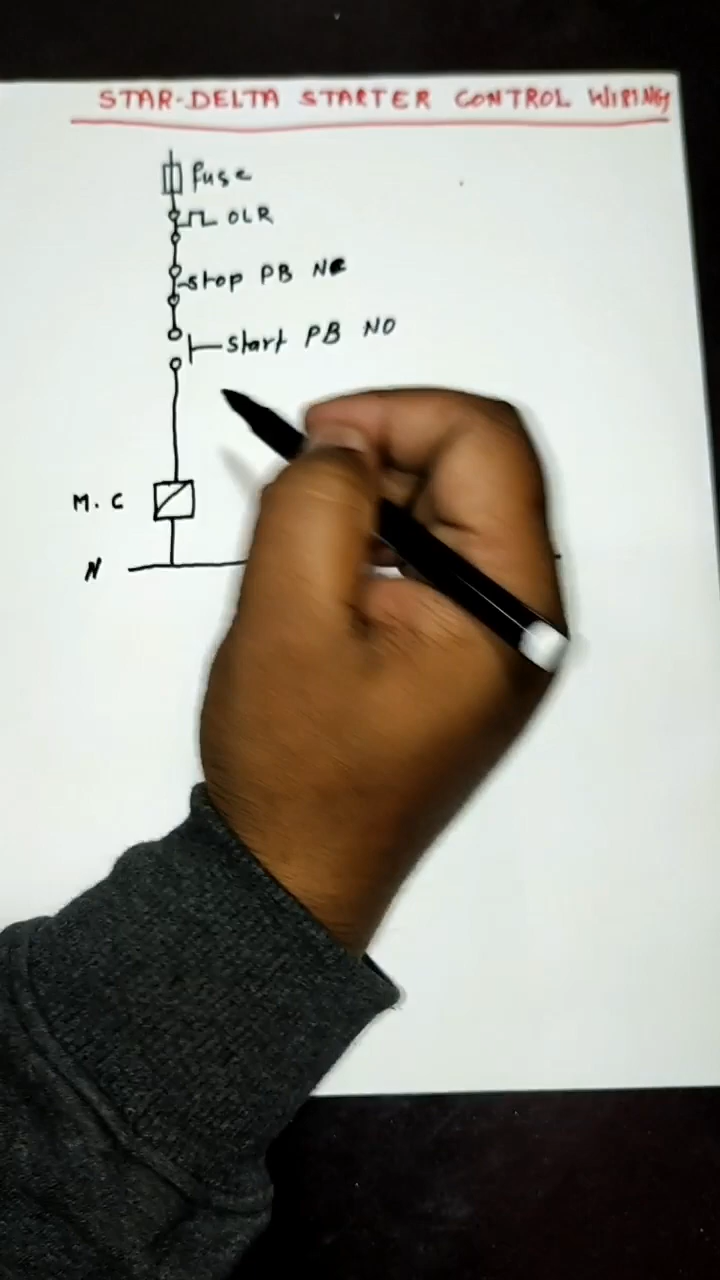 STAR-DELTA STARTER CONTROL WIRING
fuse
OLR
stop PB NC
start PB NO
M.C
N